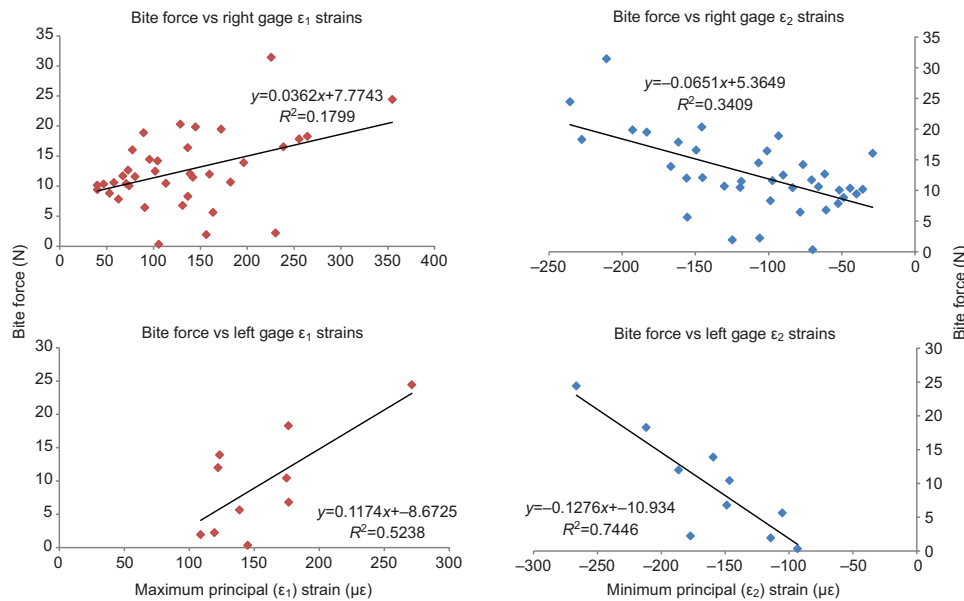 Bite force vs right gage ε1 strains
35
30
25
20
15
10
5
0
0 50 100 150 200 250 300 350 400
y=0.0362x+7.7743
R²=0.1799
Bite force vs right gage ε2 strains
35
30
25
20
15
10
5
0
–250 –200 –150 –100 –50 0
y=–0.0651x+5.3649
R²=0.3409
Bite force (N)
Bite force (N)
Bite force vs left gage ε1 strains
30
25
20
15
10
5
0
0 50 100 150 200 250 300
y=0.1174x+–8.6725
R²=0.5238
Maximum principal (ε1) strain (με)
Bite force vs left gage ε2 strains
30
25
20
15
10
5
0
–300 –250 –200 –150 –100 –50 0
y=–0.1276x+–10.934
R²=0.7446
Minimum principal (ε2) strain (με)